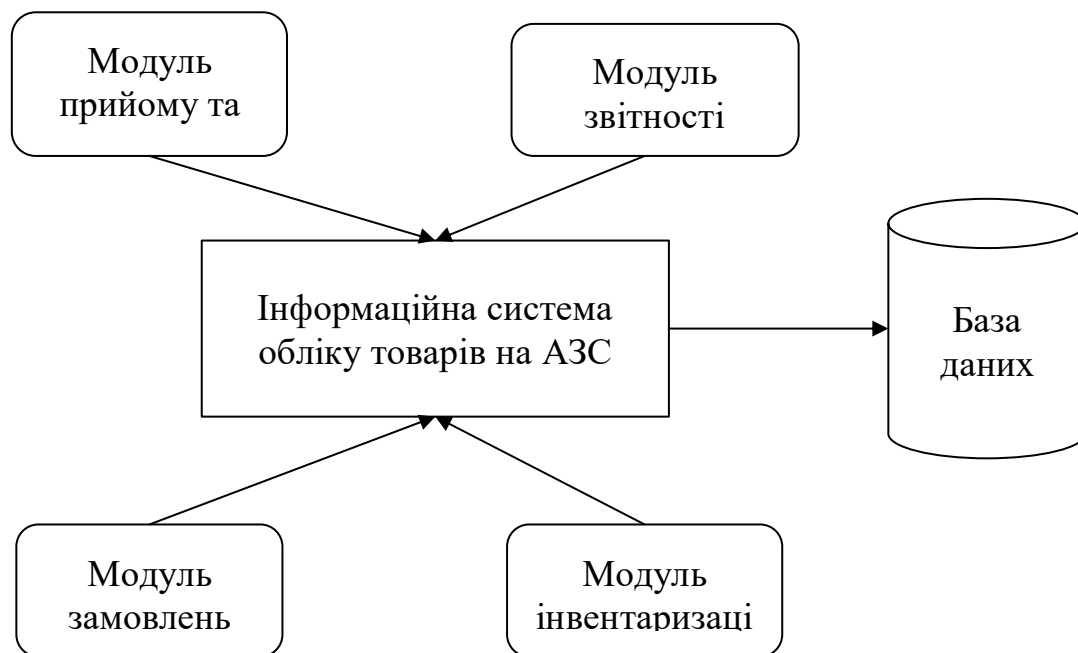 Модуль
прийому та
Модуль
звітності
Інформаційна система
обліку товарів на АЗС
База
даних
Модуль
замовлень
Модуль
інвентаризаці